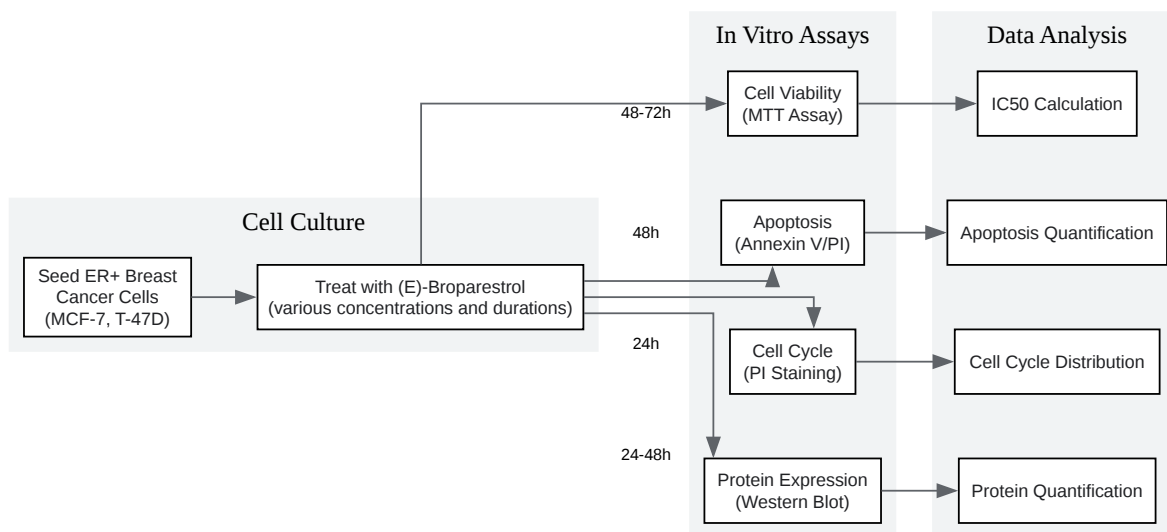 In Vitro Assays
Data Analysis
Cell Viability
(MTT Assay)
IC50 Calculation
48-72h
Cell Culture
48h
Apoptosis
(Annexin V/PI)
Apoptosis Quantification
Seed ER+ Breast
Cancer Cells
(MCF-7, T-47D)
Treat with (E)-Broparestrol
(various concentrations and durations)
24h
Cell Cycle
(PI Staining)
Cell Cycle Distribution
24-48h
Protein Expression
(Western Blot)
Protein Quantification